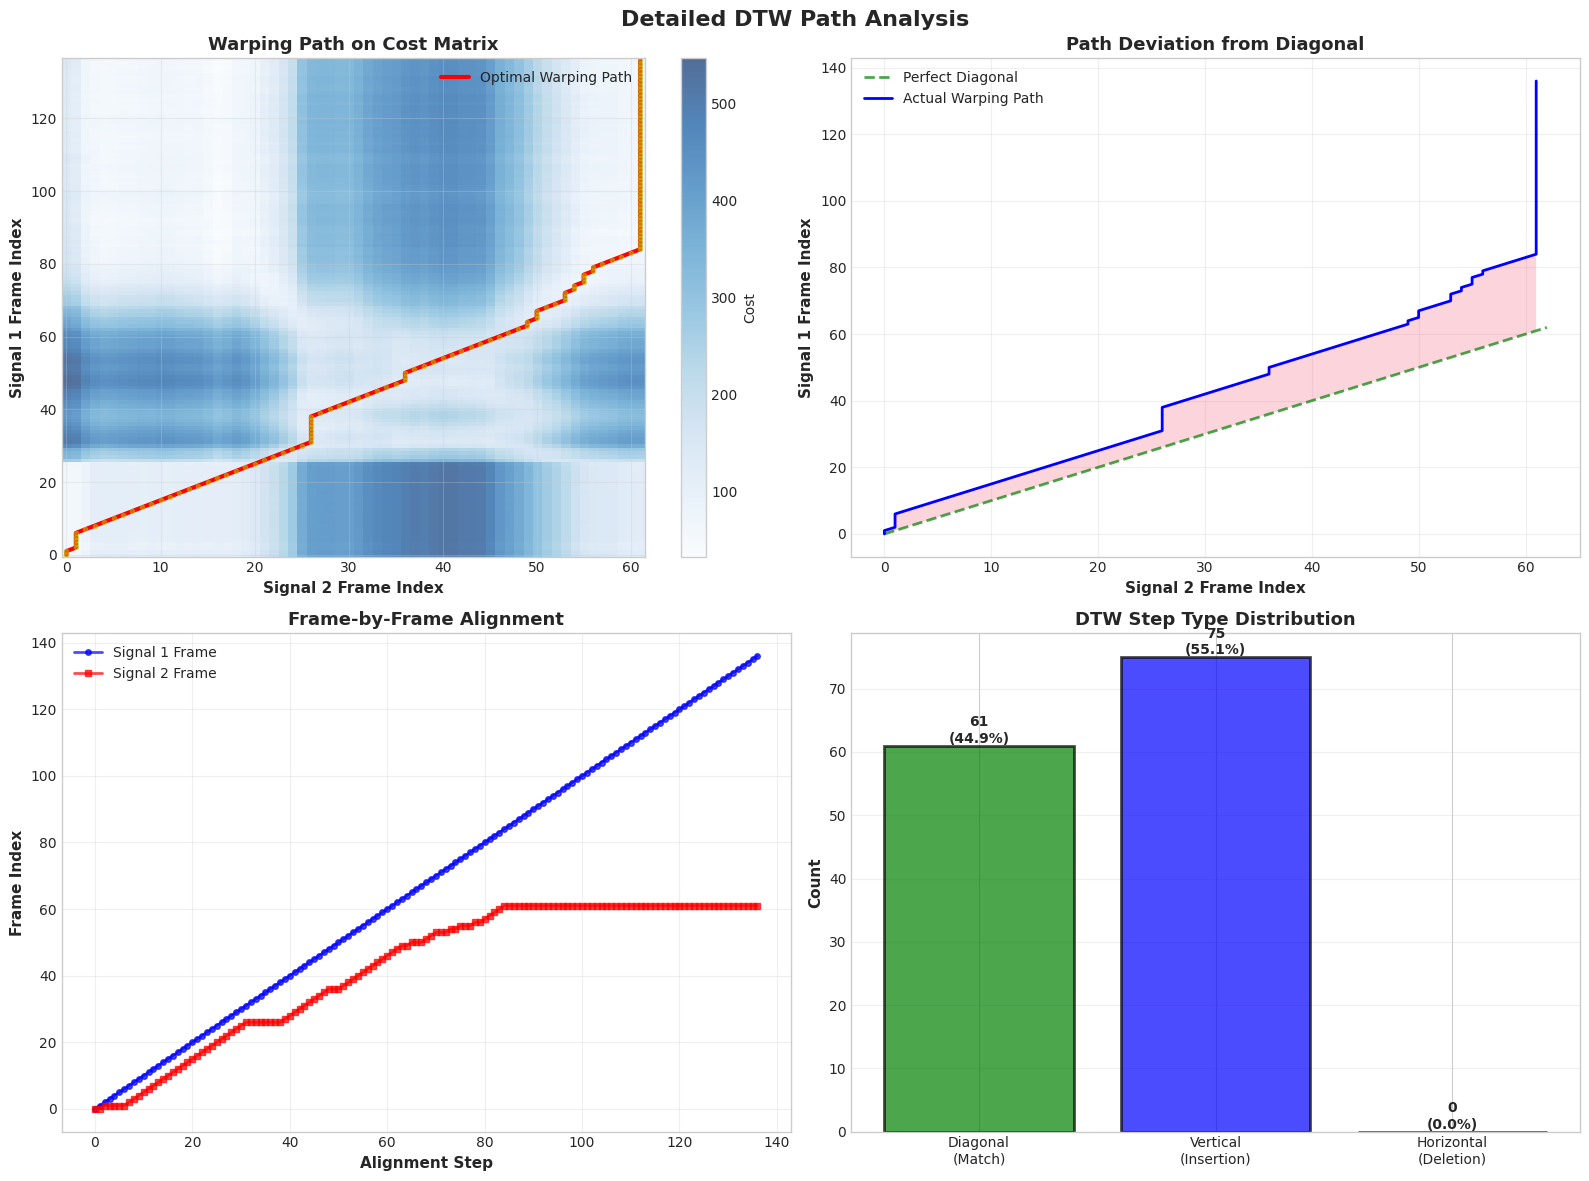 Detailed DTW Path Analysis
Warping Path on Cost Matrix
Optimal Warping Path
Signal 1 Frame Index
0
20
40
60
80
100
120
0 10 20 30 40 50 60
Signal 2 Frame Index
100
200
300
400
500
Cost
Path Deviation from Diagonal
Perfect Diagonal
Actual Warping Path
Signal 1 Frame Index
0
20
40
60
80
100
120
140
0 10 20 30 40 50 60
Signal 2 Frame Index
Frame-by-Frame Alignment
Signal 1 Frame
Signal 2 Frame
Frame Index
0
20
40
60
80
100
120
140
0 20 40 60 80 100 120 140
Alignment Step
DTW Step Type Distribution
75
(55.1%)
61
(44.9%)
0
(0.0%)
Count
0
10
20
30
40
50
60
70
Diagonal
(Match)
Vertical
(Insertion)
Horizontal
(Deletion)